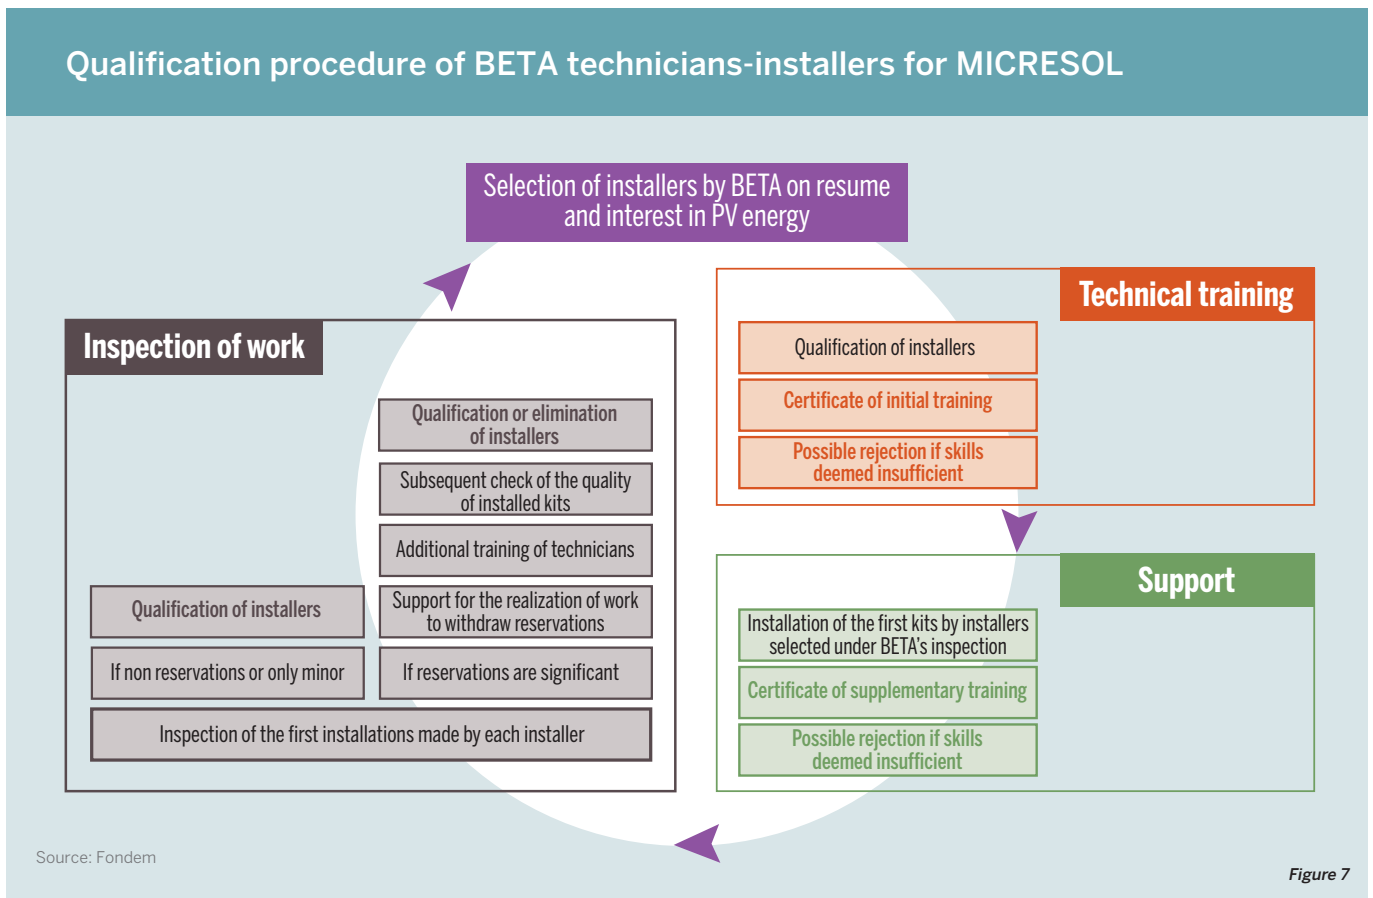 Qualification procedure of BETA technicians-installers for MICRESOL
Selection of installers by BETA on resume
and interest in PV energy
Technical training
Qualification of installers
Certificate of initial training
Possible rejection if skills
deemed insufficient
Support
Installation of the first kits by installers
selected under BETA's inspection
Certificate of supplementary training
Possible rejection if skills
deemed insufficient
Inspection of work
Qualification or elimination
of installers
Subsequent check of the quality
of installed kits
Additional training of technicians
Qualification of installers
Support for the realization of work
to withdraw reservations
If non reservations or only minor
If reservations are significant
Inspection of the first installations made by each installer
Source: Fondem
Figure 7